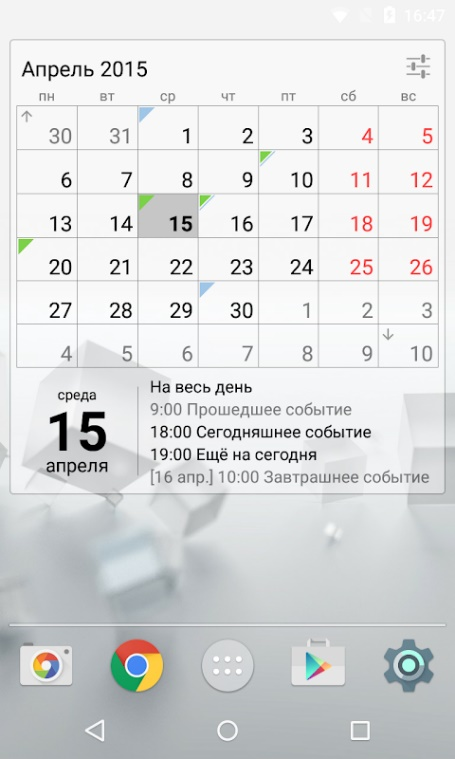 16:47
Апрель 2015
пн вт ср чт пт сб вс
30 31 1 2 3 4 5
6 7 8 9 10 11 12
13 14 15 16 17 18 19
20 21 22 23 24 25 26
27 28 29 30 1 2 3
4 5 6 7 8 9 10
среда
15
апреля
На весь день
9:00 Прошедшее событие
18:00 Сегодняшнее событие
19:00 Ещё на сегодня
[16 апр.] 10:00 Завтрашнее событие